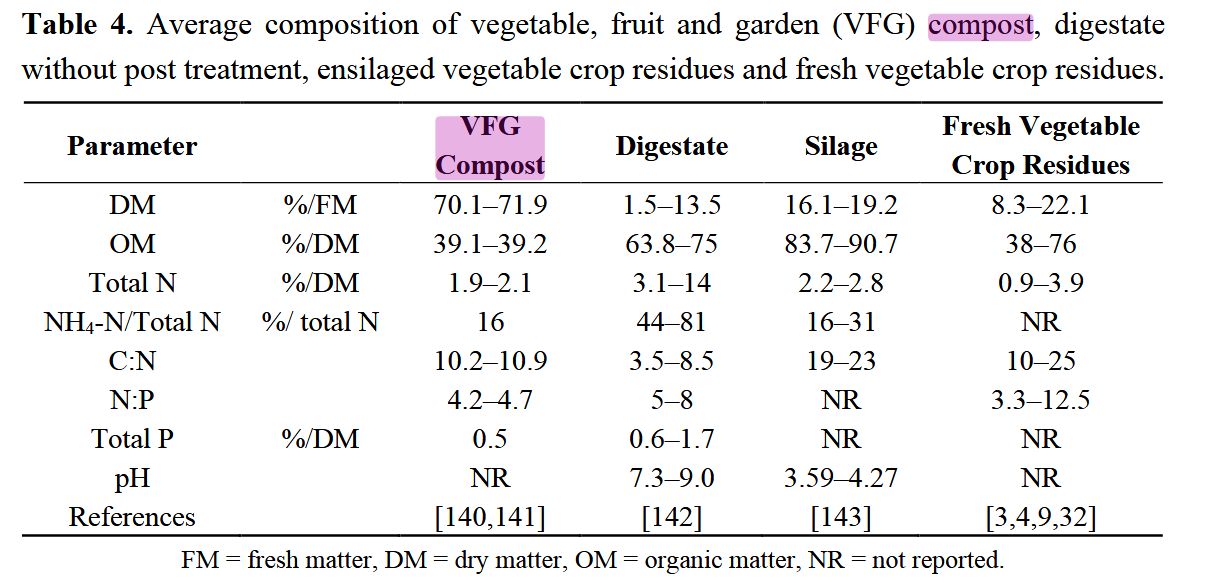 Table 4. Average composition of vegetable, fruit and garden (VFG) compost, digestate
without post treatment, ensilaged vegetable crop residues and fresh vegetable crop residues.
Parameter VFG Compost Digestate Silage Fresh Vegetable Crop Residues
DM %/FM 70.1–71.9 1.5–13.5 16.1–19.2 8.3–22.1
OM %/DM 39.1–39.2 63.8–75 83.7–90.7 38–76
Total N %/DM 1.9–2.1 3.1–14 2.2–2.8 0.9–3.9
NH₄-N/Total N %/ total N 16 44–81 16–31 NR
C:N 10.2–10.9 3.5–8.5 19–23 10–25
N:P 4.2–4.7 5–8 NR 3.3–12.5
Total P %/DM 0.5 0.6–1.7 NR NR
pH NR 7.3–9.0 3.59–4.27 NR
References [140,141] [142] [143] [3,4,9,32]
FM = fresh matter, DM = dry matter, OM = organic matter, NR = not reported.